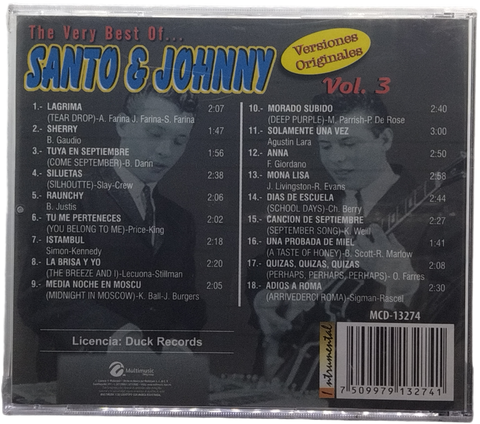 The Very Best Of...
SANTO & JOHNNY
Versiones
Originales
Vol. 3
1.- LAGRIMA 2:07
(TEAR DROP)-A. Farina J. Farina-S. Farina
2.- SHERRY 1:47
B. Gaudio
3.- TUYA EN SEPTIEMBRE 1:56
(COME SEPTEMBER)-B. Dann
4.- SILUETAS 2:38
(SILHOUTTE)-Slay-Crew
5.- RAUNCHY 2:06
B. Justis
6.- TU ME PERTENECES 2:02
(YOU BELONG TO ME)-Price-King
7.- ISTAMBUL 2:18
Simon-Kennedy
8.- LA BRISA Y YO 2:20
(THE BREEZE AND I)-Lecuona-Stillman
9.- MEDIA NOCHE EN MOSCU 2:05
(MIDNIGHT IN MOSCOW)-K. Ball-J. Burgers
10.- MORADO SUBIDO 2:40
(DEEP PURPLE)-M. Parrish-P. De Rose
11.- SOLAMENTE UNA VEZ 3:00
Agustin Lara
12.- ANNA 2:50
F. Giordano
13.- MONA LISA 2:58
J. Livingston-R. Evans
14.- DIAS DE ESCUELA 2:44
(SCHOOL DAYS)-Ch. Berry
15.- CANCION DE SEPTIEMBRE 2:27
(SEPTEMBER SONG)-K. Weill
16.- UNA PROBADA DE MIEL 2:41
(A TASTE OF HONEY)-B. Scott-R. Marlow
17.- QUIZAS, QUIZAS, QUIZAS 2:08
(PERHAPS, PERHAPS, PERHAPS)- O. Farres
18.- ADIOS A ROMA 2:30
(ARRIVEDERCI ROMA)-Sigman-Rascel
MCD-13274
Licencia: Duck Records
Multimusic
Intrumental
7 509979 132741